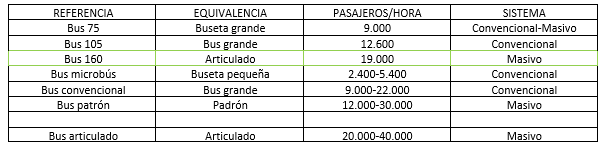 REFERENCIA EQUIVALENCIA PASAJEROS/HORA SISTEMA
Bus 75 Buseta grande 9.000 Convencional-Masivo
Bus 105 Bus grande 12.600 Convencional
Bus 160 Articulado 19.000 Masivo
Bus microbús Buseta pequeña 2.400-5.400 Convencional
Bus convencional Bus grande 9.000-22.000 Convencional
Bus patrón Padrón 12.000-30.000 Masivo
Bus articulado Articulado 20.000-40.000 Masivo